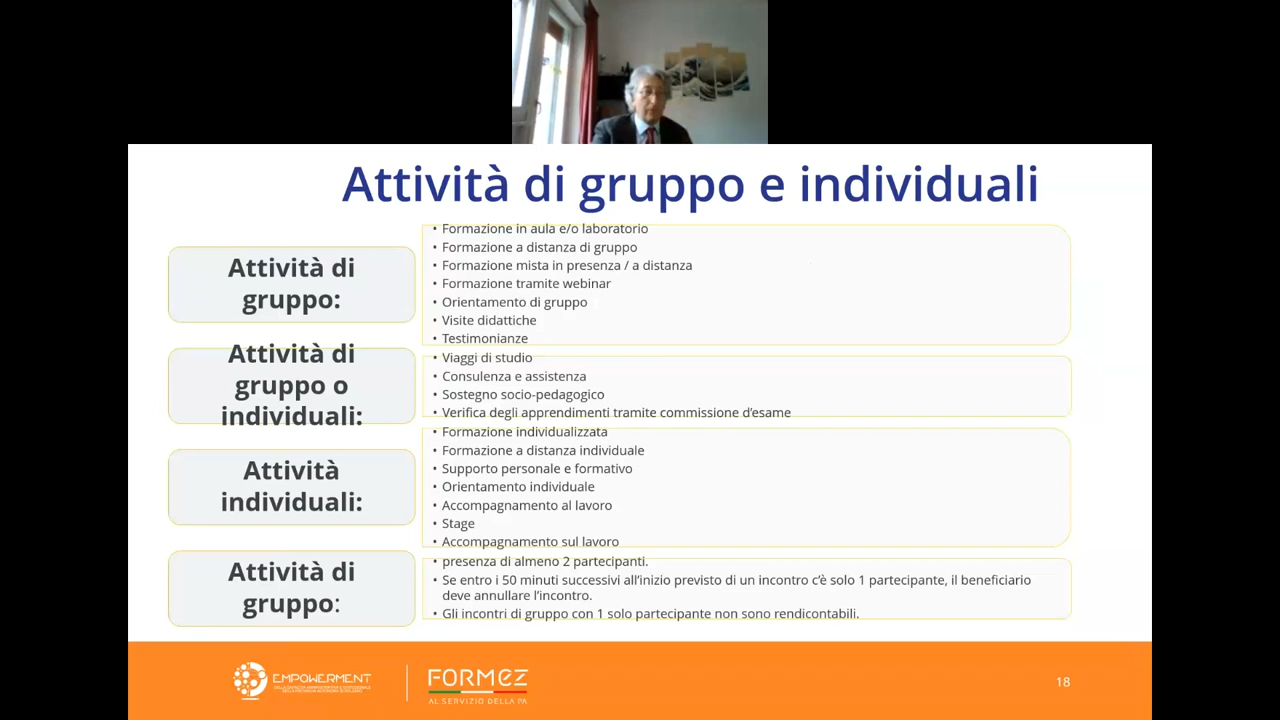 Attività di gruppo e individuali
Attività di
gruppo:
• Formazione in aula e/o laboratorio
• Formazione a distanza di gruppo
• Formazione mista in presenza / a distanza
• Formazione tramite webinar
• Orientamento di gruppo
• Visite didattiche
• Testimonianze
Attività di
gruppo o
individuali:
• Viaggi di studio
• Consulenza e assistenza
• Sostegno socio-pedagogico
• Verifica degli apprendimenti tramite commissione d’esame
Attività
individuali:
• Formazione individualizzata
• Formazione a distanza individuale
• Supporto personale e formativo
• Orientamento individuale
• Accompagnamento al lavoro
• Stage
• Accompagnamento sul lavoro
Attività di
gruppo:
• presenza di almeno 2 partecipanti.
• Se entro i 50 minuti successivi all’inizio previsto di un incontro c’è solo 1 partecipante, il beneficiario
deve annullare l’incontro.
• Gli incontri di gruppo con 1 solo partecipante non sono rendicontabili.
EMPOWERMENT
FORMEZ
AL SERVIZIO DELLA PA
18